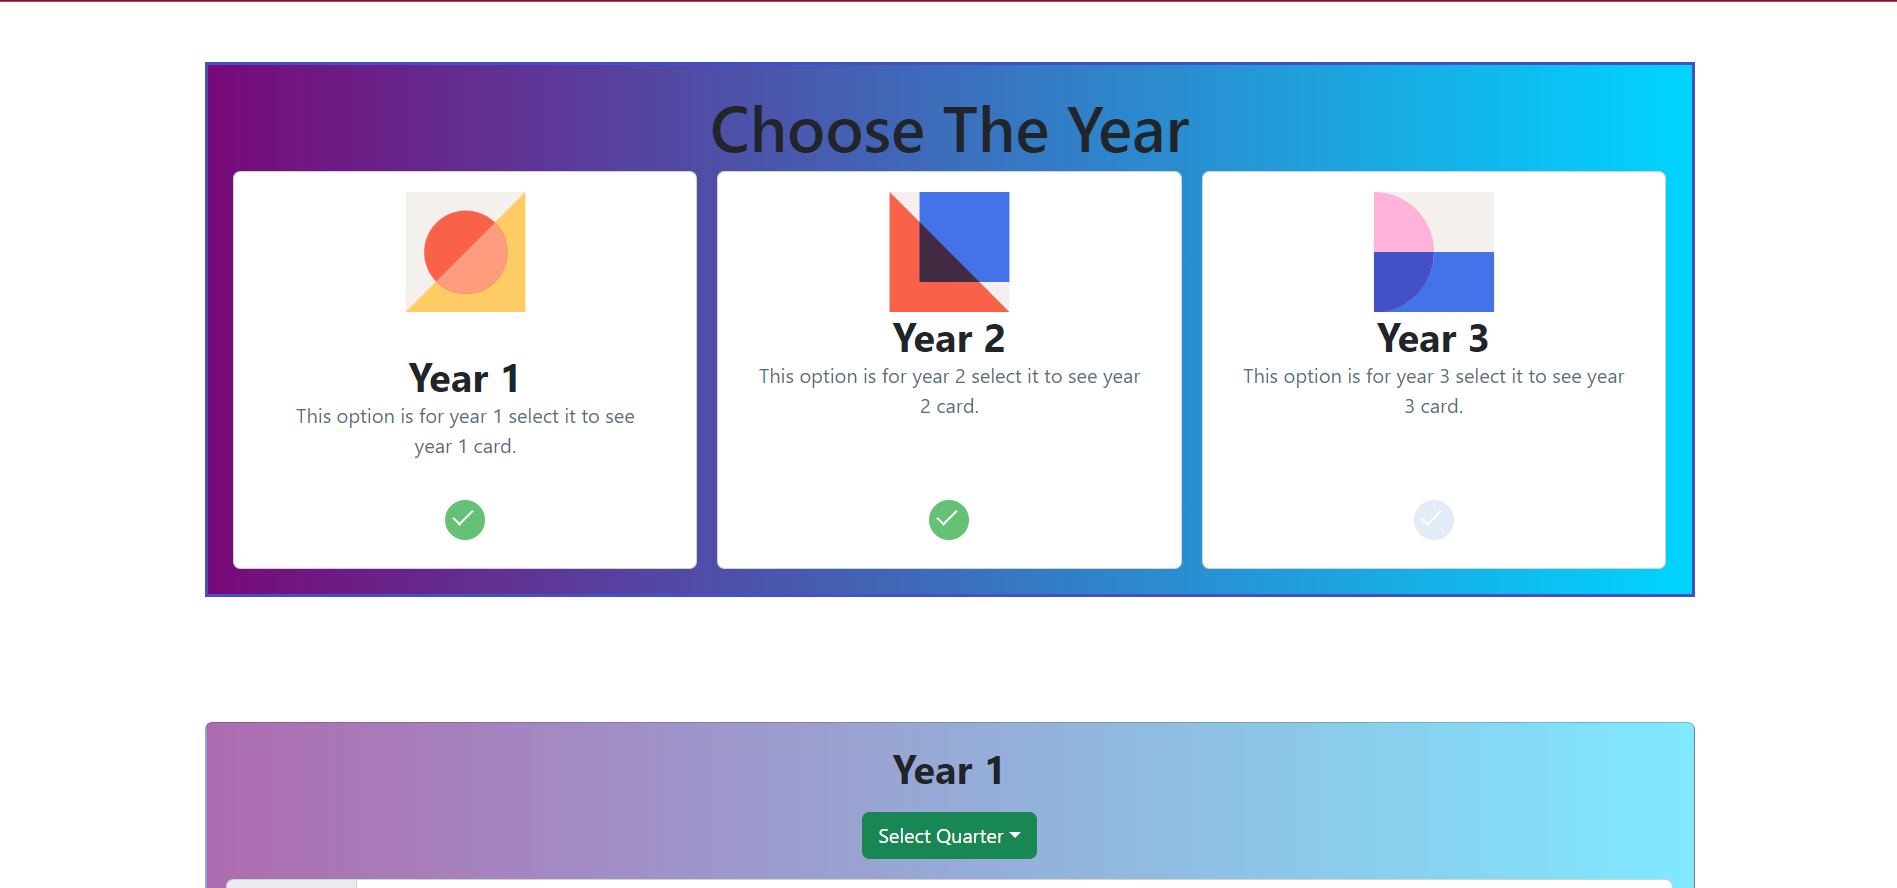 Choose The Year
Year 1
This option is for year 1 select it to see
year 1 card.
Year 2
This option is for year 2 select it to see year
2 card.
Year 3
This option is for year 3 select it to see year
3 card.
Year 1
Select Quarter